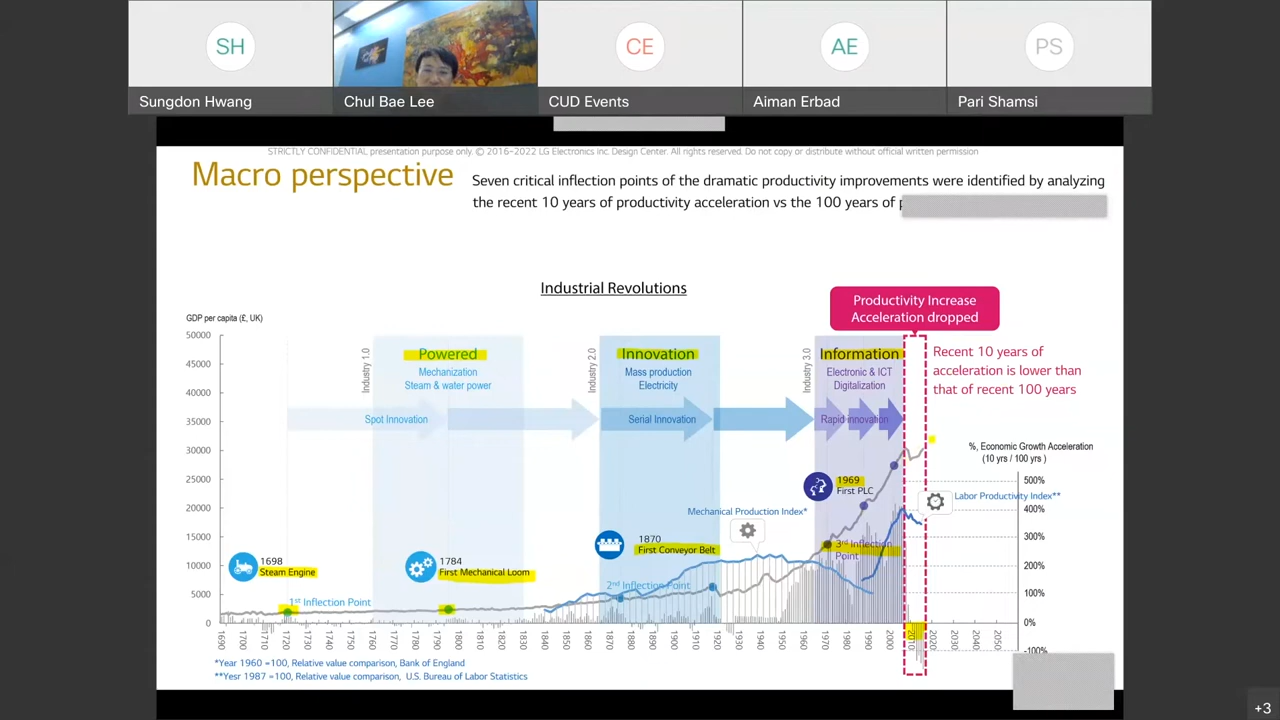 SH
CE
AE
PS
Sungdon Hwang
Chul Bae Lee
CUD Events
Aiman Erbad
Pari Shamsi
STRICTLY CONFIDENTIAL presentation purpose only. © 2016-2022 LG Electronics Inc. Design Center. All rights reserved. Do not copy or distribute without official written permission
Macro perspective
Seven critical inflection points of the dramatic productivity improvements were identified by analyzing
the recent 10 years of productivity acceleration vs the 100 years of
Industrial Revolutions
Productivity Increase
Acceleration dropped
GDP per capita (£, UK)
50000
45000
40000
35000
30000
25000
20000
15000
10000
5000
0
Industry 1.0
Powered
Mechanization
Steam & water power
Industry 2.0
Innovation
Mass production
Electricity
Industry 3.0
Information
Electronic & ICT
Digitalization
Recent 10 years of
acceleration is lower than
that of recent 100 years
Spot Innovation
Serial Innovation
Rapid innovation
%, Economic Growth Acceleration
(10 yrs / 100 yrs )
500%
400%
300%
200%
100%
0%
-100%
1969
First PLC
Labor Productivity Index**
Mechanical Production Index*
1870
First Conveyor Belt
3rd Inflection
Point
1698
Steam Engine
1784
First Mechanical Loom
2nd Inflection Point
1st Inflection Point
1690 1700 1710 1720 1730 1740 1750 1760 1770 1780 1790 1800 1810 1820 1830 1840 1850 1860 1870 1880 1890 1900 1910 1920 1930 1940 1950 1960 1970 1980 1990 2000 2010 2020 2030 2040 2050
*Year 1960 =100, Relative value comparison, Bank of England
**Yesr 1987 =100, Relative value comparison, U.S. Bureau of Labor Statistics
+3